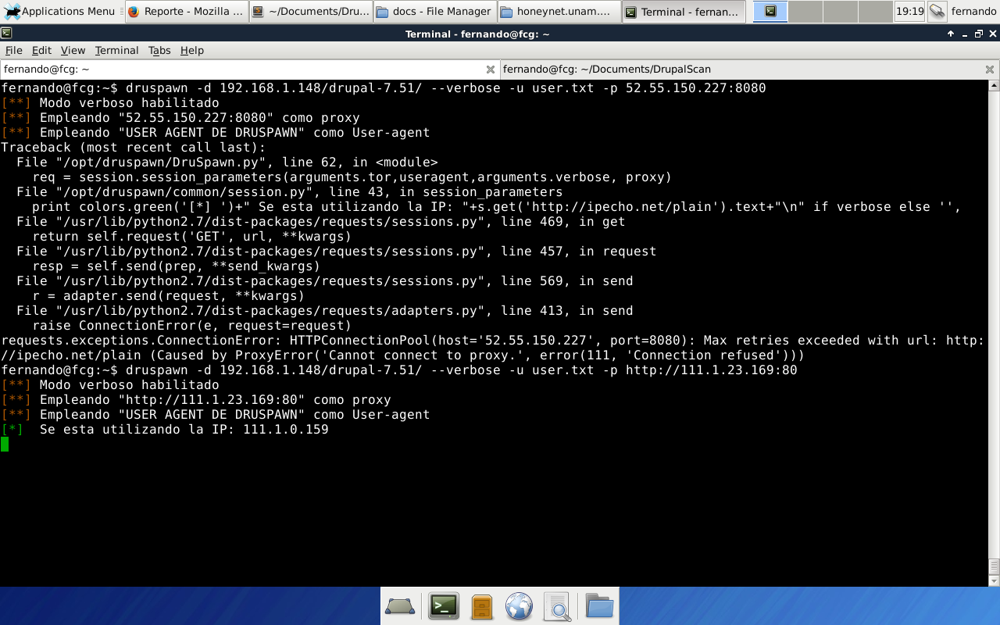 Applications Menu
Reporte - Mozilla ...
~/Documents/Dru...
docs - File Manager
honeynet.unam....
Terminal - fernan...
19:19
fernando
Terminal - fernando@fcg: ~
File Edit View Terminal Tabs Help
fernando@fcg: ~
fernando@fcg: ~/Documents/DrupalScan
fernando@fcg:~$ druspawn -d 192.168.1.148/drupal-7.51/ --verbose -u user.txt -p 52.55.150.227:8080
[**] Modo verboso habilitado
[**] Empleando "52.55.150.227:8080" como proxy
[**] Empleando "USER AGENT DE DRUSPAWN" como User-agent
Traceback (most recent call last):
  File "/opt/druspawn/DruSpawn.py", line 62, in <module>
    req = session.session_parameters(arguments.tor,useragent,arguments.verbose, proxy)
  File "/opt/druspawn/common/session.py", line 43, in session_parameters
    print colors.green('[*] ')+" Se esta utilizando la IP: "+s.get('http://ipecho.net/plain').text+"\n" if verbose else '',
  File "/usr/lib/python2.7/dist-packages/requests/sessions.py", line 469, in get
    return self.request('GET', url, **kwargs)
  File "/usr/lib/python2.7/dist-packages/requests/sessions.py", line 457, in request
    resp = self.send(prep, **send_kwargs)
  File "/usr/lib/python2.7/dist-packages/requests/sessions.py", line 569, in send
    r = adapter.send(request, **kwargs)
  File "/usr/lib/python2.7/dist-packages/requests/adapters.py", line 413, in send
    raise ConnectionError(e, request=request)
requests.exceptions.ConnectionError: HTTPConnectionPool(host='52.55.150.227', port=8080): Max retries exceeded with url: http:
//ipecho.net/plain (Caused by ProxyError('Cannot connect to proxy.', error(111, 'Connection refused')))
fernando@fcg:~$ druspawn -d 192.168.1.148/drupal-7.51/ --verbose -u user.txt -p http://111.1.23.169:80
[**] Modo verboso habilitado
[**] Empleando "http://111.1.23.169:80" como proxy
[**] Empleando "USER AGENT DE DRUSPAWN" como User-agent
[*]  Se esta utilizando la IP: 111.1.0.159